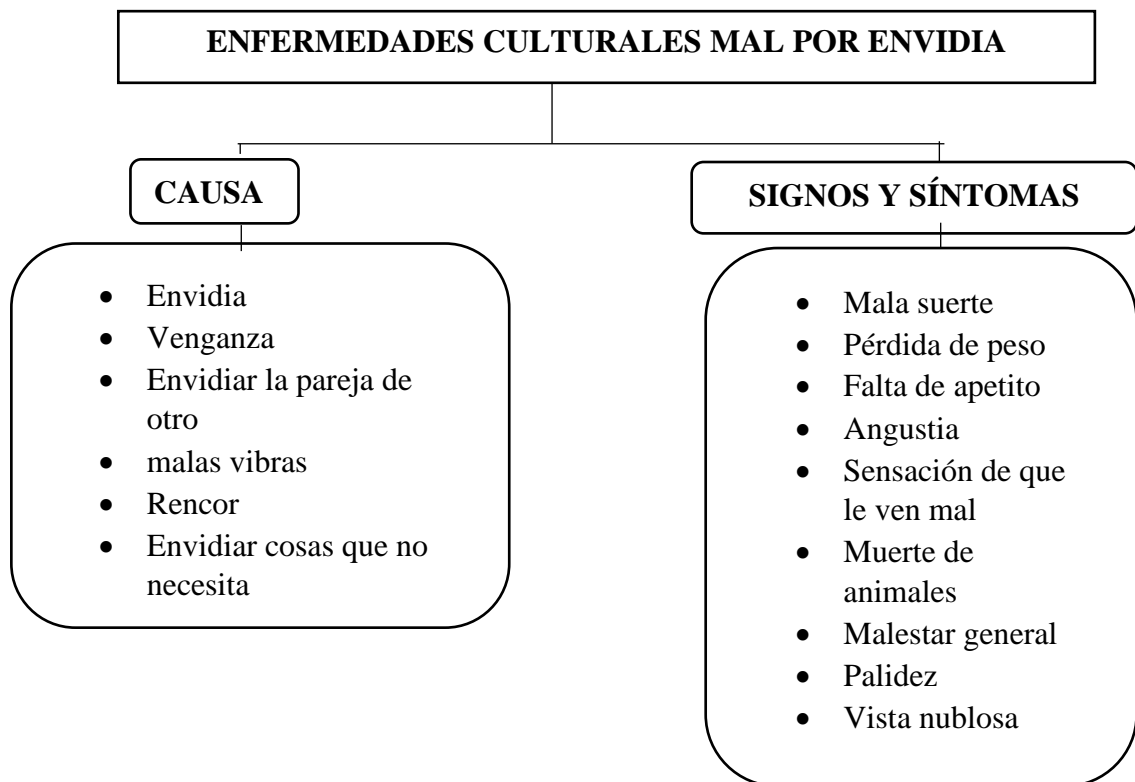 ENFERMEDADES CULTURALES MAL POR ENVIDIA
CAUSA
• Envidia
• Venganza
• Envidiar la pareja de
otro
• malas vibras
• Rencor
• Envidiar cosas que no
necesita
SIGNOS Y SÍNTOMAS
• Mala suerte
• Pérdida de peso
• Falta de apetito
• Angustia
• Sensación de que
le ven mal
• Muerte de
animales
• Malestar general
• Palidez
• Vista nublosa